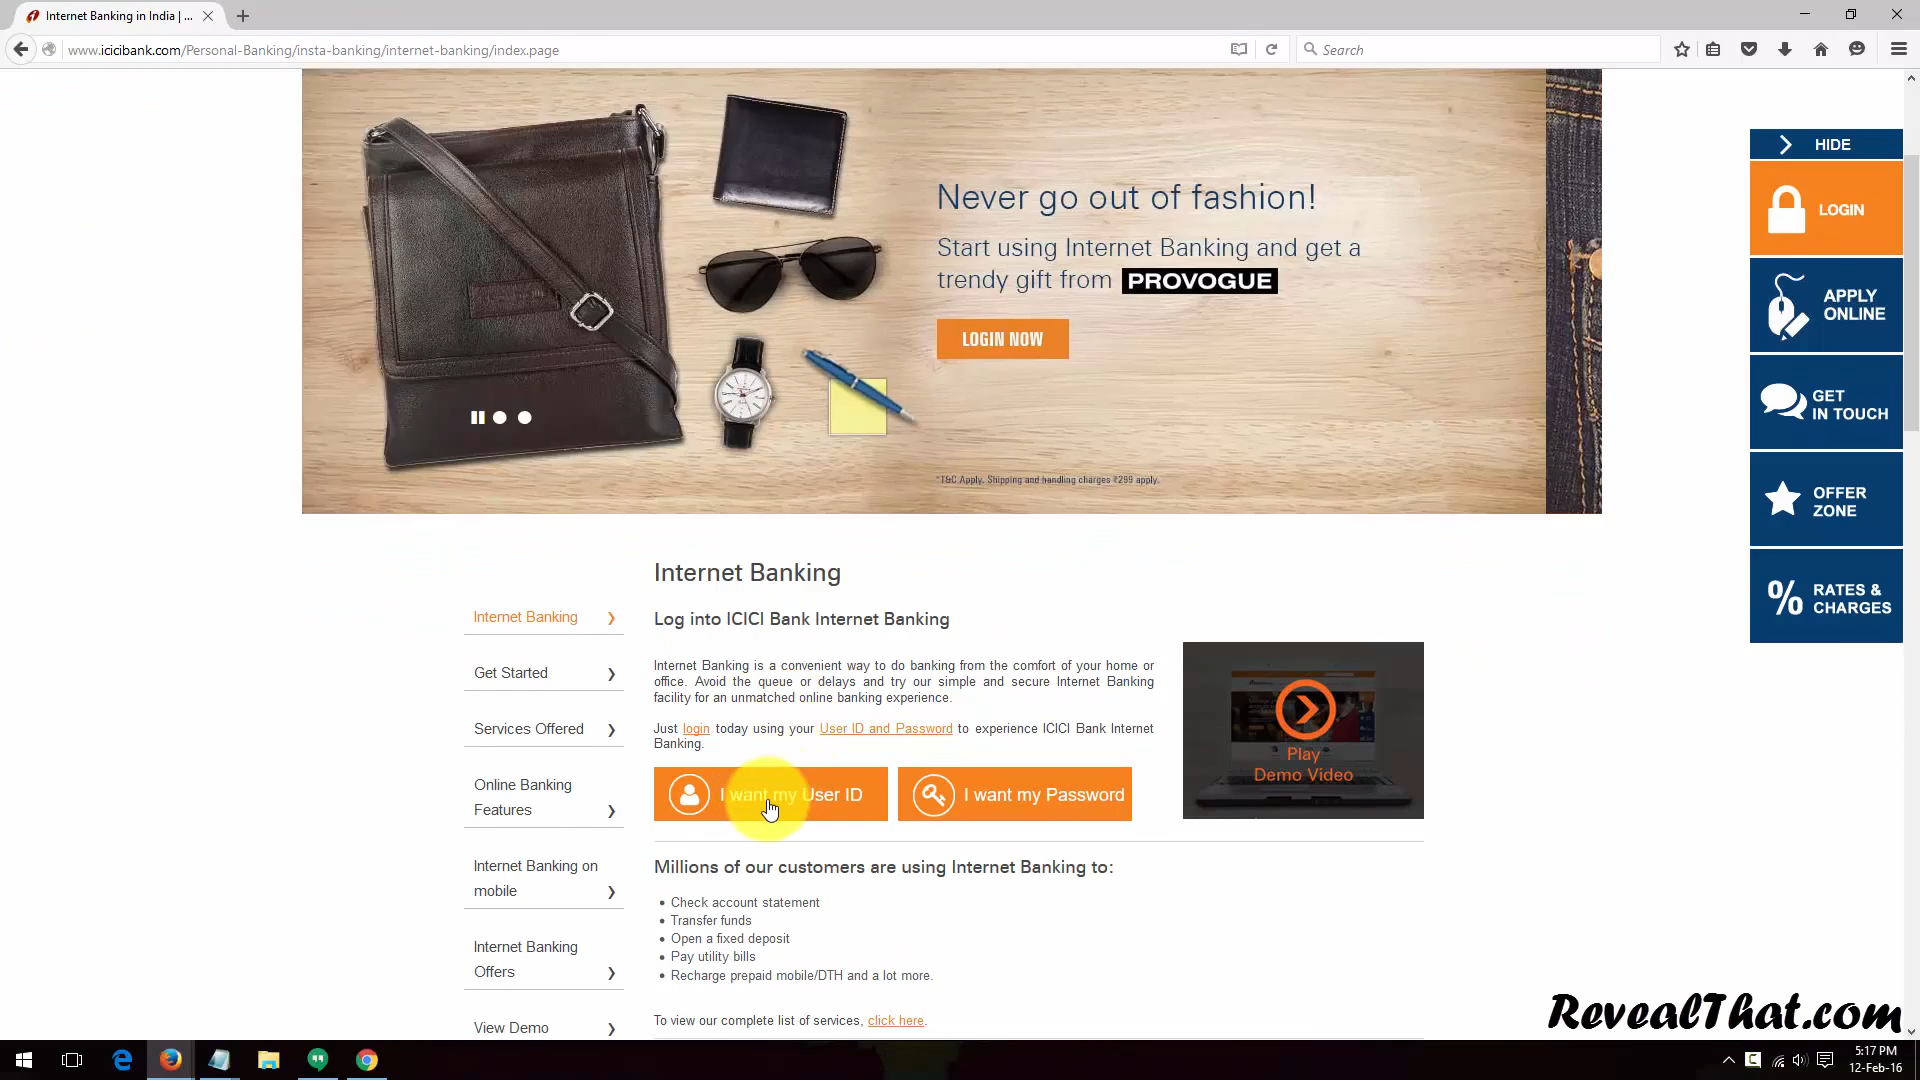 Internet Banking in India | ...
www.icicibank.com/Personal-Banking/insta-banking/internet-banking/index.page
Search
Never go out of fashion!
Start using Internet Banking and get a
trendy gift from PROVOGUE
LOGIN NOW
*T&C Apply. Shipping and handling charges ₹299 apply.
HIDE
LOGIN
APPLY
ONLINE
GET
IN TOUCH
OFFER
ZONE
% RATES &
CHARGES
Internet Banking
Internet Banking
Get Started
Services Offered
Online Banking
Features
Internet Banking on
mobile
Internet Banking
Offers
View Demo
Log into ICICI Bank Internet Banking
Internet Banking is a convenient way to do banking from the comfort of your home or
office. Avoid the queue or delays and try our simple and secure Internet Banking
facility for an unmatched online banking experience.
Just login today using your User ID and Password to experience ICICI Bank Internet
Banking.
I want my User ID
I want my Password
Play
Demo Video
Millions of our customers are using Internet Banking to:
• Check account statement
• Transfer funds
• Open a fixed deposit
• Pay utility bills
• Recharge prepaid mobile/DTH and a lot more.
To view our complete list of services, click here.
RevealThat.com
5:17 PM
12-Feb-16